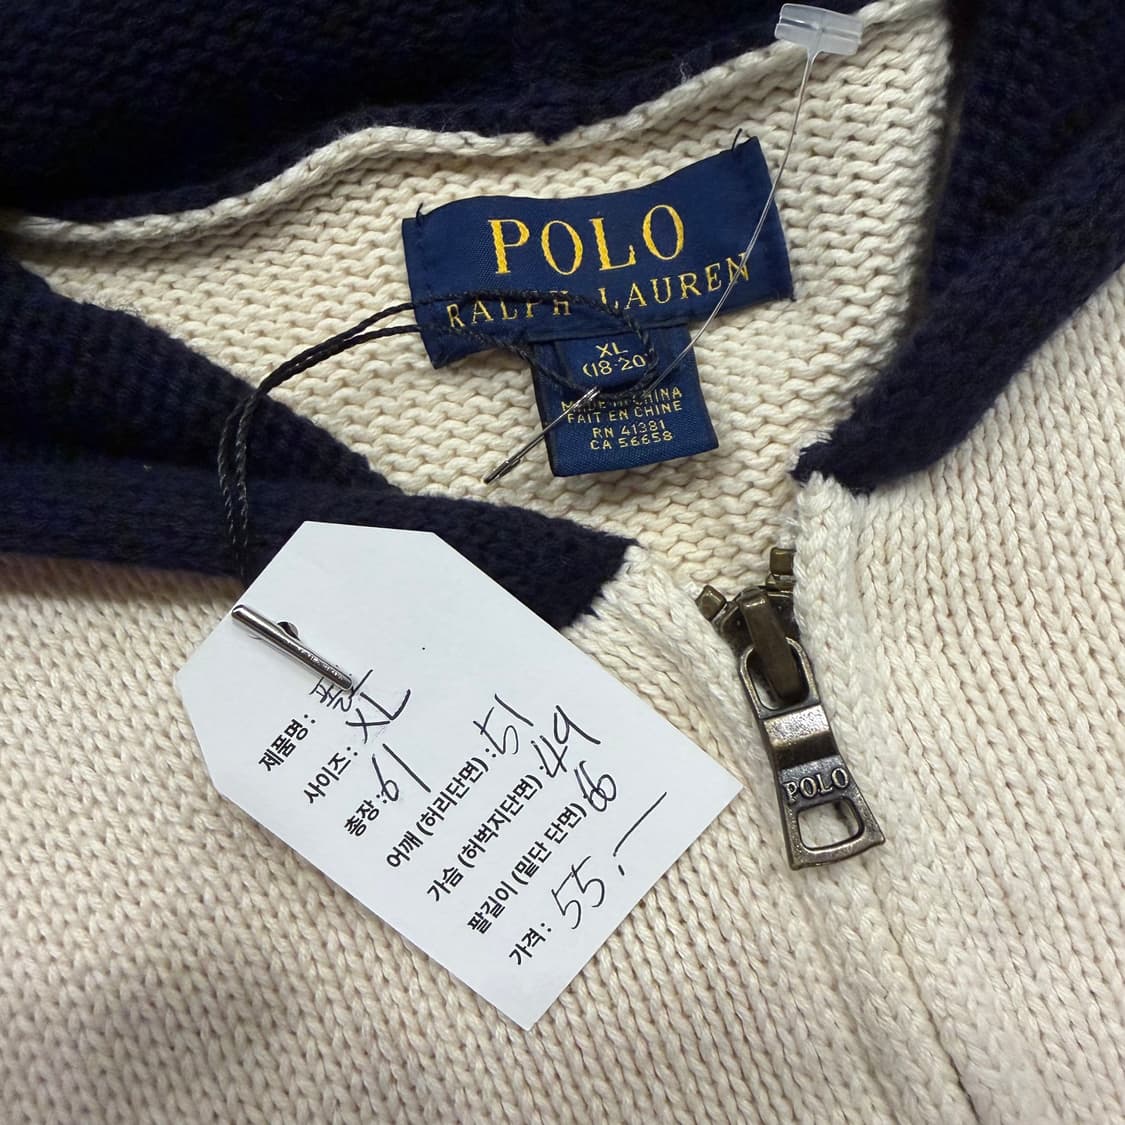 POLO
RALPH LAUREN
XL
(18-20)
MADE IN CHINA
FAIT EN CHINE
RN 41381
CA 56658
POLO
제품명 : 폴로
사이즈 : XL
총장 : 61
어깨 (허리단면) : 51
가슴 (허벅지단면) : 49
팔길이 (밑단 단면) 66
가격 : 55.-